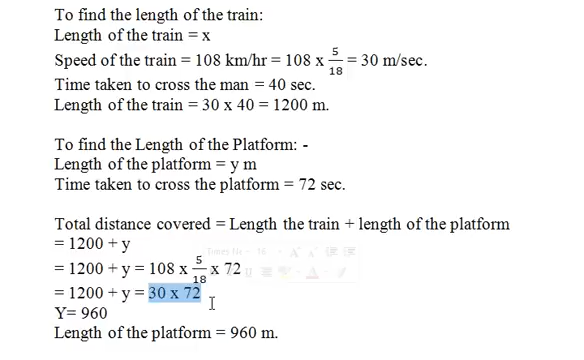 To find the length of the train:
Length of the train = x
Speed of the train = 108 km/hr = 108 x 5/18 = 30 m/sec.
Time taken to cross the man = 40 sec.
Length of the train = 30 x 40 = 1200 m.
To find the Length of the Platform: -
Length of the platform = y m
Time taken to cross the platform = 72 sec.
Total distance covered = Length the train + length of the platform
= 1200 + y
= 1200 + y = 108 x 5/18 x 72
= 1200 + y = 30 x 72
Y= 960
Length of the platform = 960 m.